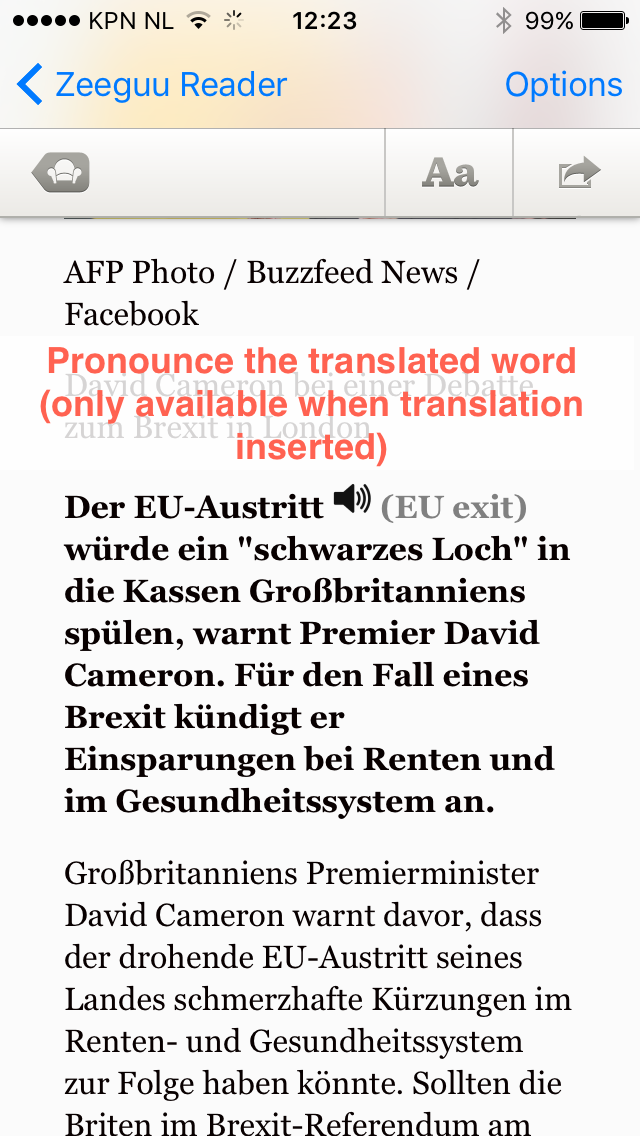 KPN NL 12:23 99%
Zeeguu Reader Options
Aa
AFP Photo / Buzzfeed News /
Facebook
Pronounce the translated word
David Cameron bei einer Debatte
(only available when translation
zum Brexit in London
inserted)
Der EU-Austritt (EU exit)
würde ein "schwarzes Loch" in
die Kassen Großbritanniens
spülen, warnt Premier David
Cameron. Für den Fall eines
Brexit kündigt er
Einsparungen bei Renten und
im Gesundheitssystem an.
Großbritanniens Premierminister
David Cameron warnt davor, dass
der drohende EU-Austritt seines
Landes schmerzhafte Kürzungen im
Renten- und Gesundheitssystem
zur Folge haben könnte. Sollten die
Briten im Brexit-Referendum am